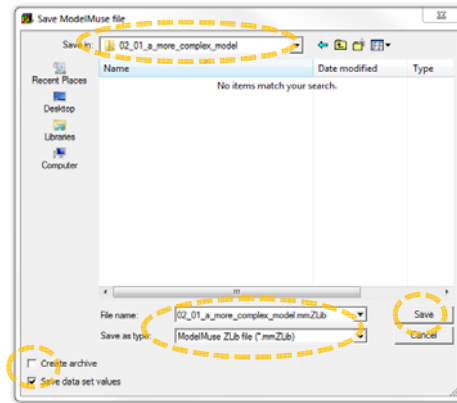 Save ModelMuse file
Save in: 02_01_a_more_complex_model
Name Date modified Type
No items match your search.
Recent Places
Desktop
Libraries
Computer
File name: 02_01_a_more_complex_model.mmZLib Save
Save as type: ModelMuse ZLib file (*.mmZLib) Cancel
Create archive
Save data set values